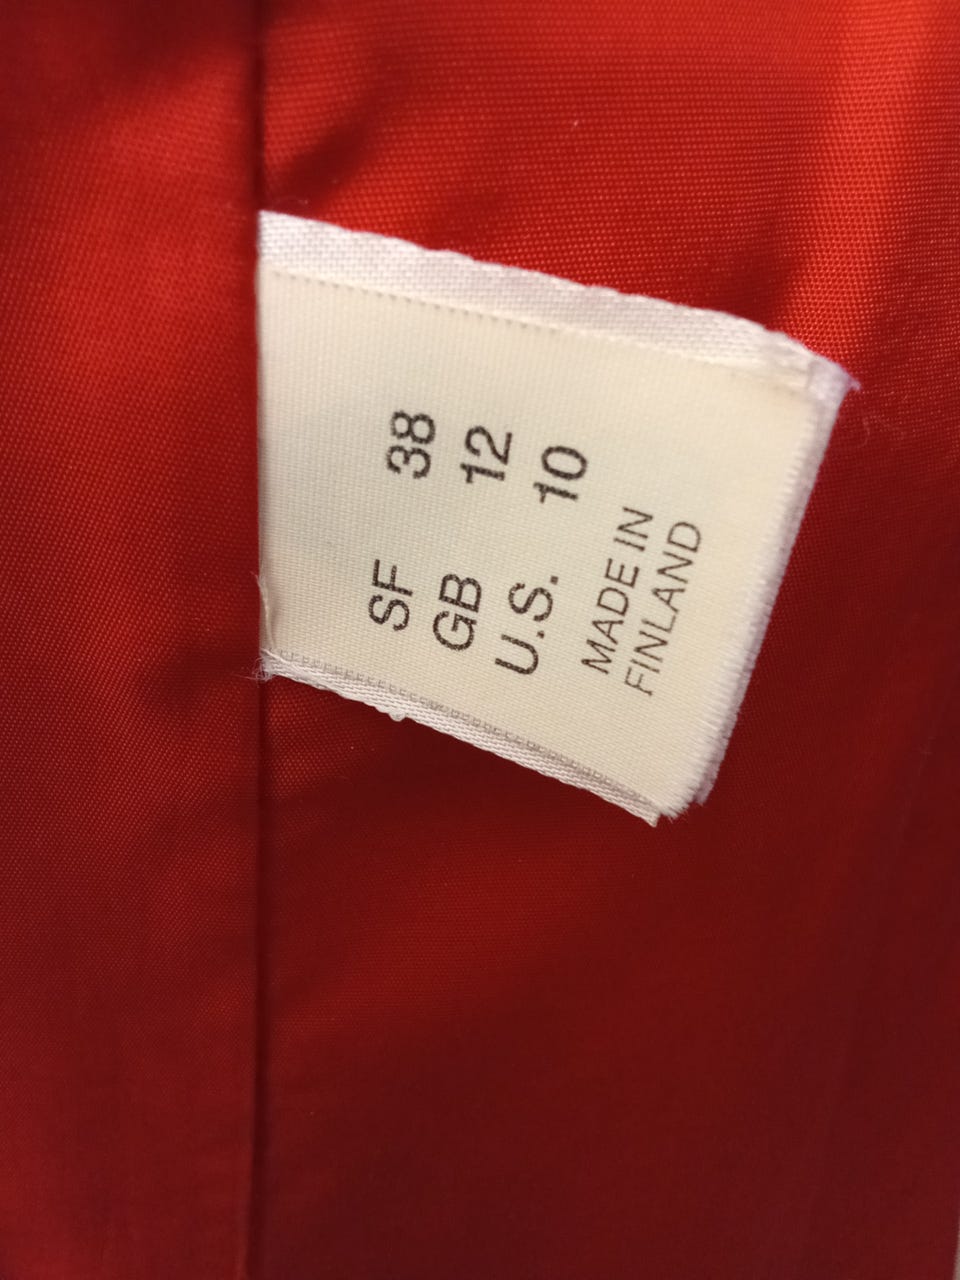 SF 38
GB 12
U.S. 10
MADE IN
FINLAND